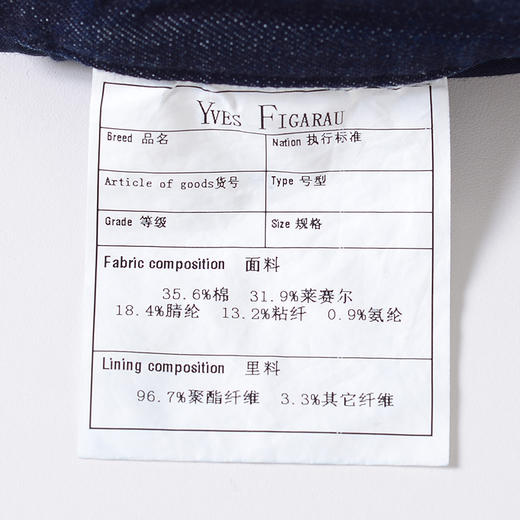 YVES FIGARAU
Breed 品名 Nation 执行标准
Article of goods货号 Type 号型
Grade 等级 Size 规格
Fabric composition 面料
35.6%棉 31.9%莱赛尔
18.4%腈纶 13.2%粘纤 0.9%氨纶
Lining composition 里料
96.7%聚酯纤维 3.3%其它纤维